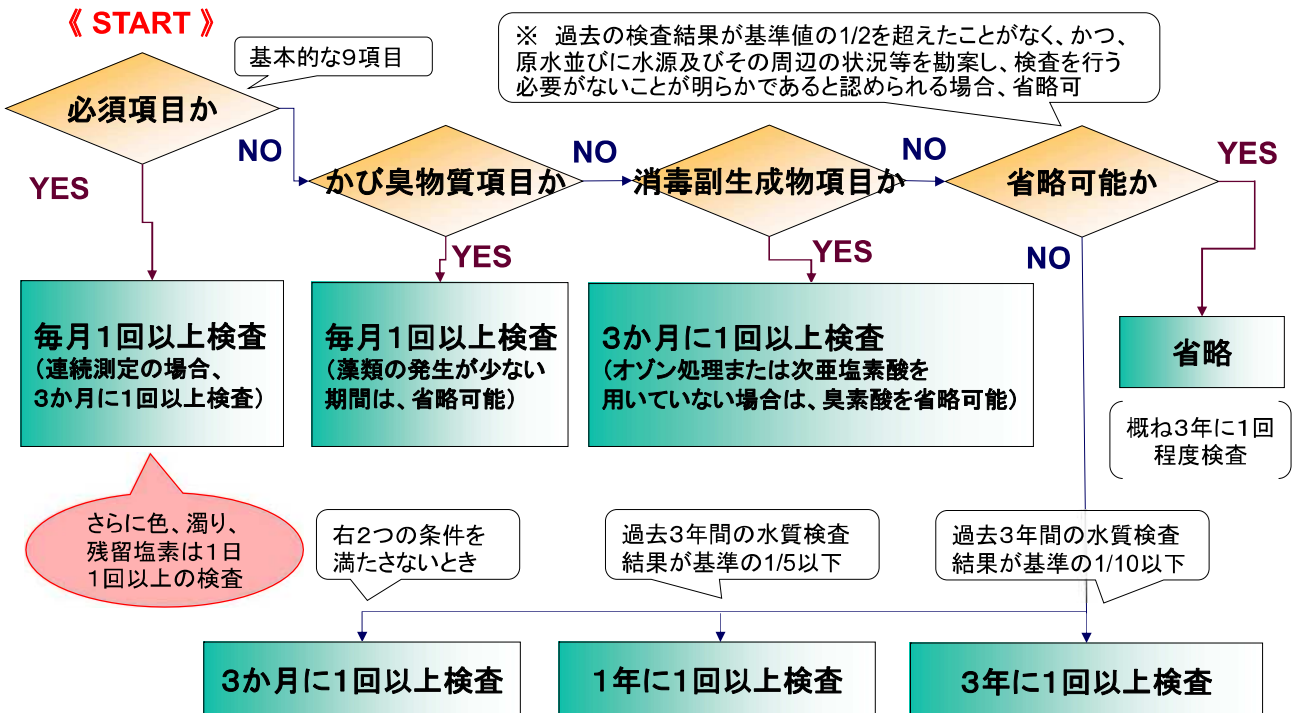 《 START 》
基本的な9項目
※　過去の検査結果が基準値の1/2を超えたことがなく、かつ、
原水並びに水源及びその周辺の状況等を勘案し、検査を行う
必要がないことが明らかであると認められる場合、省略可
必須項目か
NO
YES
かび臭物質項目か
NO
YES
消毒副生成物項目か
NO
YES
省略可能か
YES
NO
毎月1回以上検査
（連続測定の場合、
3か月に1回以上検査）
毎月1回以上検査
（藻類の発生が少ない
期間は、省略可能）
3か月に1回以上検査
（オゾン処理または次亜塩素酸を
用いていない場合は、臭素酸を省略可能）
省略
概ね3年に1回
程度検査
さらに色、濁り、
残留塩素は1日
1回以上の検査
右2つの条件を
満たさないとき
過去3年間の水質検査
結果が基準の1/5以下
過去3年間の水質検査
結果が基準の1/10以下
3か月に1回以上検査
1年に1回以上検査
3年に1回以上検査